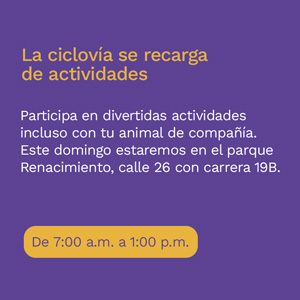 La ciclovía se recarga
de actividades
Participa en divertidas actividades
incluso con tu animal de compañía.
Este domingo estaremos en el parque
Renacimiento, calle 26 con carrera 19B.
De 7:00 a.m. a 1:00 p.m.